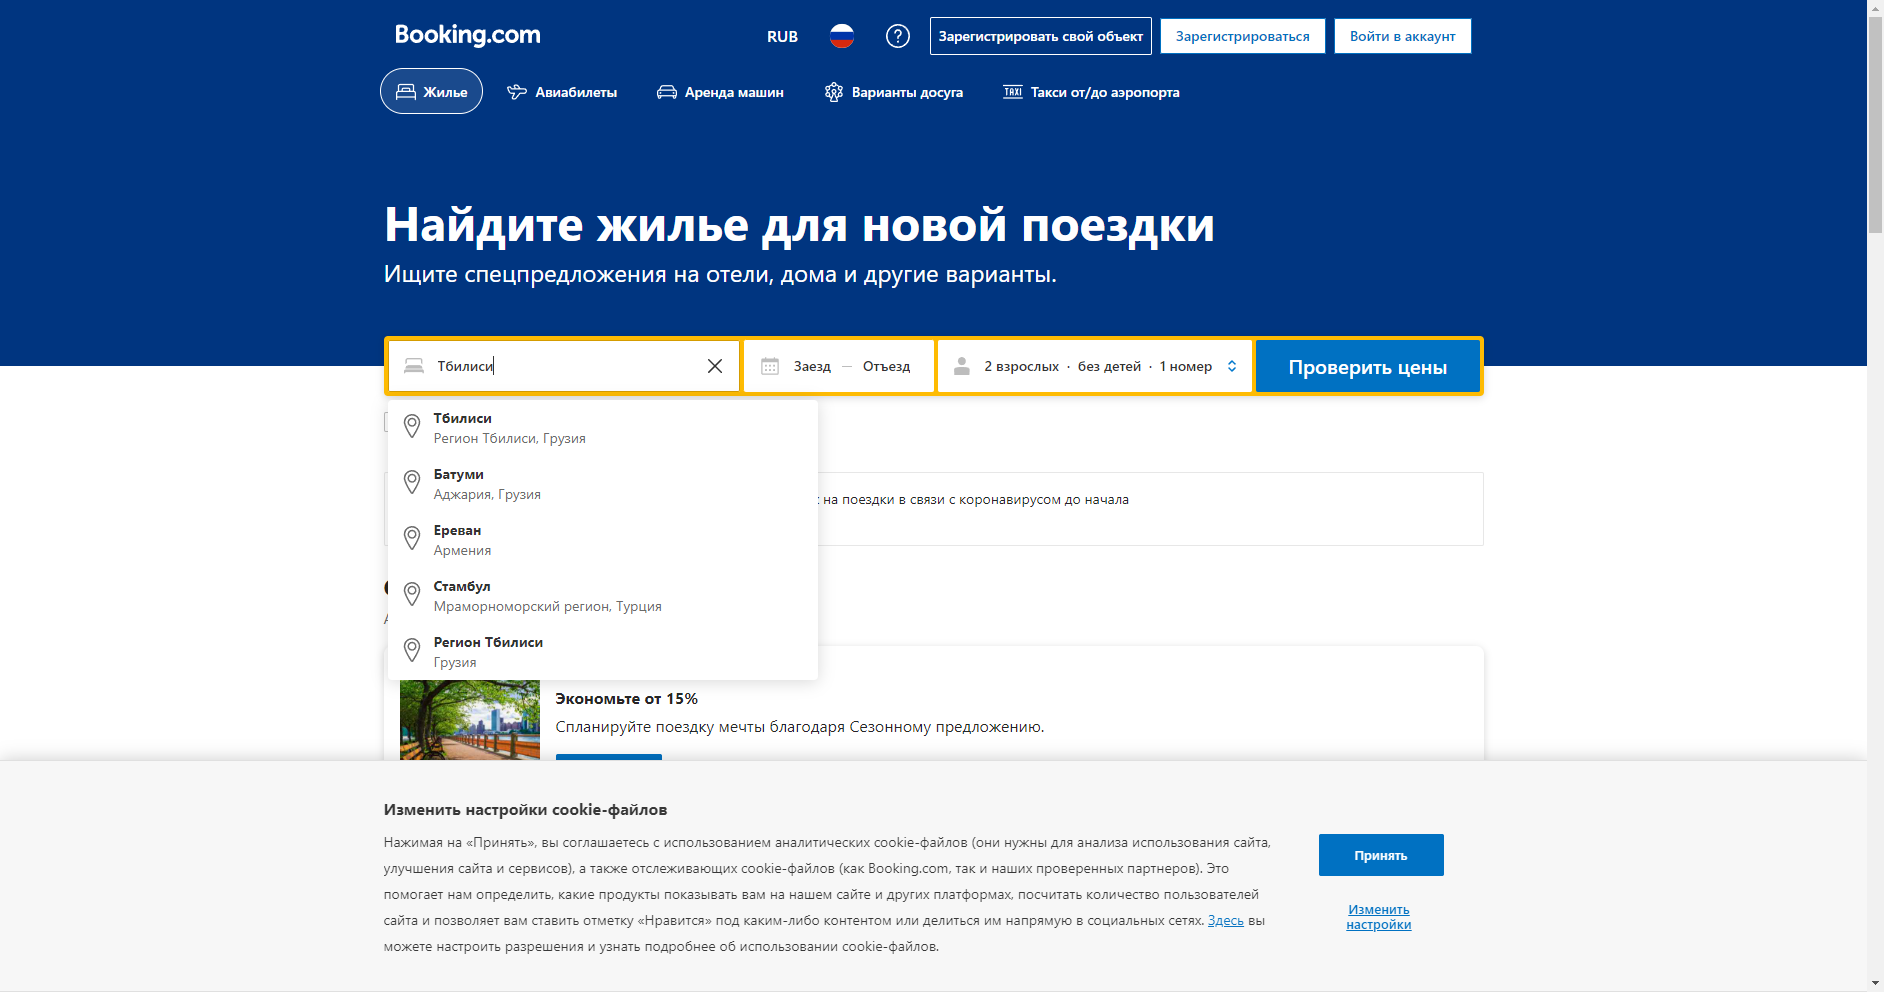 Booking.com
RUB
Зарегистрировать свой объект
Зарегистрироваться
Войти в аккаунт
Жилье
Авиабилеты
Аренда машин
Варианты досуга
TAXI Такси от/до аэропорта
Найдите жилье для новой поездки
Ищите спецпредложения на отели, дома и другие варианты.
Тбилиси
Заезд — Отъезд
2 взрослых · без детей · 1 номер
Проверить цены
Тбилиси
Регион Тбилиси, Грузия
Батуми
Аджария, Грузия
на поездки в связи с коронавирусом до начала
Ереван
Армения
Стамбул
Мраморноморский регион, Турция
Регион Тбилиси
Грузия
Экономьте от 15%
Спланируйте поездку мечты благодаря Сезонному предложению.
Изменить настройки cookie-файлов
Нажимая на «Принять», вы соглашаетесь с использованием аналитических cookie-файлов (они нужны для анализа использования сайта,
улучшения сайта и сервисов), а также отслеживающих cookie-файлов (как Booking.com, так и наших проверенных партнеров). Это
помогает нам определить, какие продукты показывать вам на нашем сайте и других платформах, посчитать количество пользователей
сайта и позволяет вам ставить отметку «Нравится» под каким-либо контентом или делиться им напрямую в социальных сетях. Здесь вы
можете настроить разрешения и узнать подробнее об использовании cookie-файлов.
Принять
Изменить
настройки